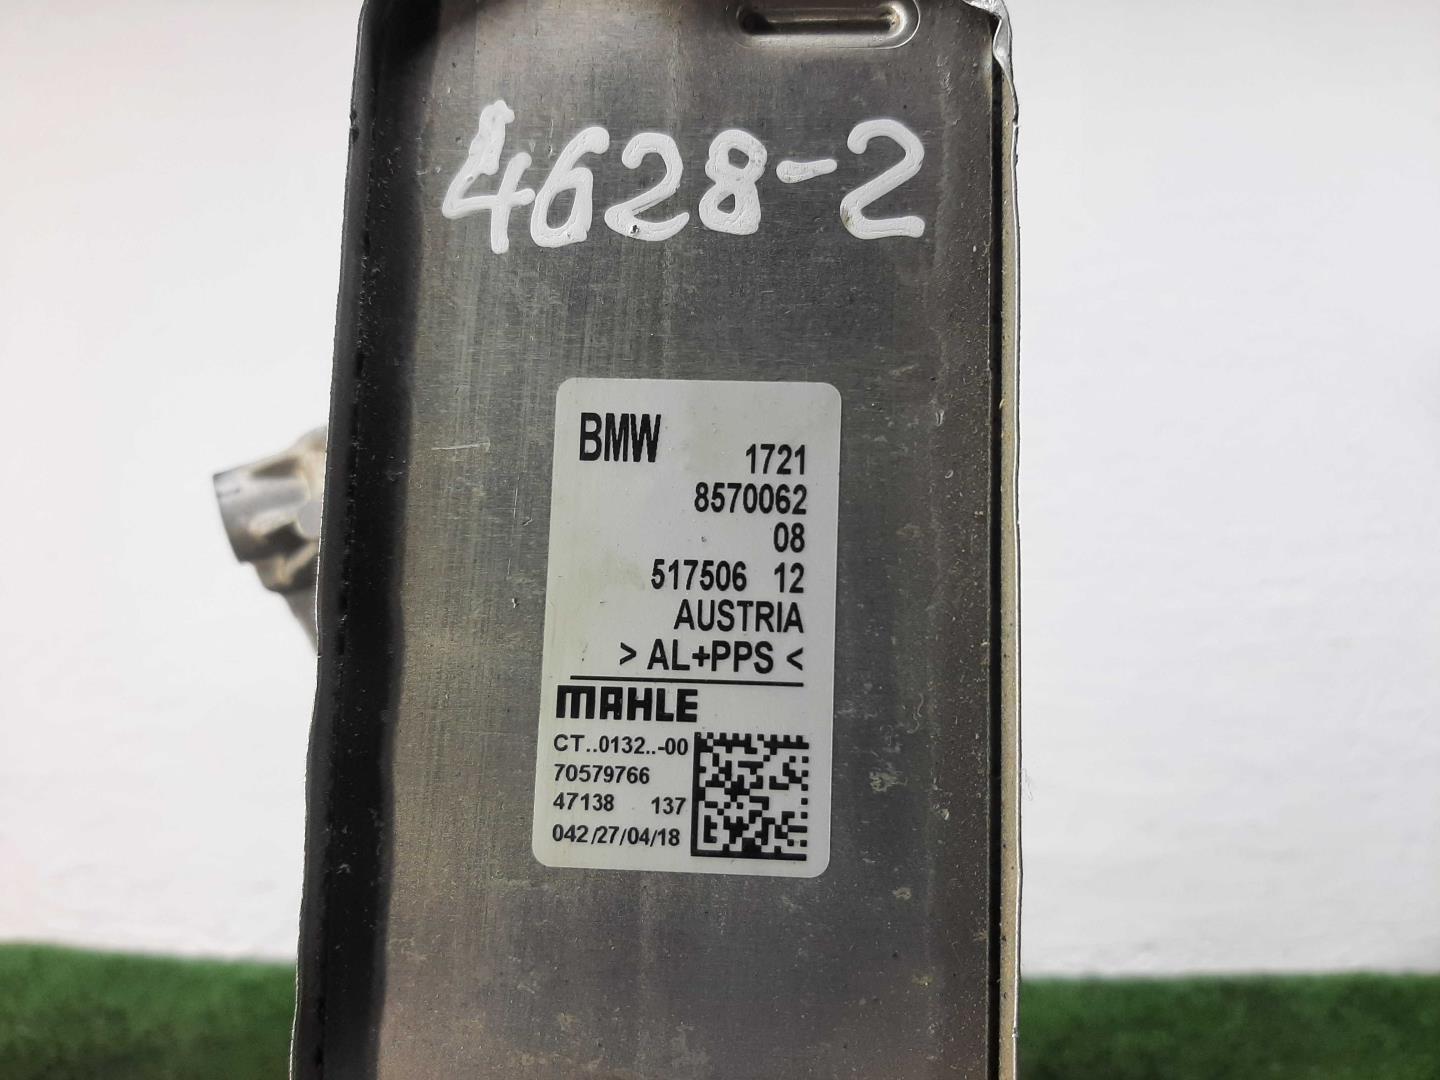 4628-2
BMW 1721
8570062
08
517506 12
AUSTRIA
> AL+PPS <
MAHLE
CT..0132..-00
70579766
47138 137
042/27/04/18